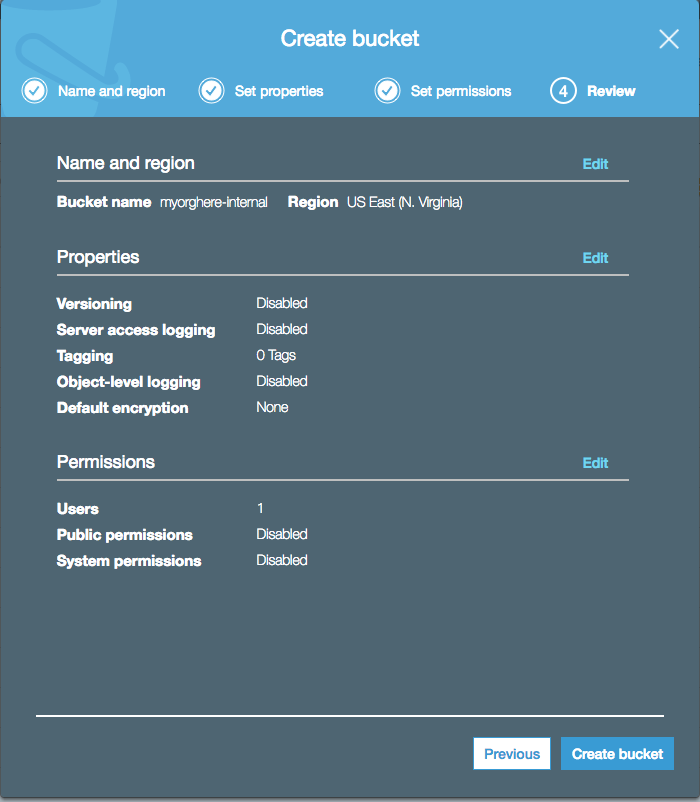 Create bucket
Name and region Set properties Set permissions 4 Review
Name and region Edit
Bucket name myorghere-internal Region US East (N. Virginia)
Properties Edit
Versioning Disabled
Server access logging Disabled
Tagging 0 Tags
Object-level logging Disabled
Default encryption None
Permissions Edit
Users 1
Public permissions Disabled
System permissions Disabled
Previous Create bucket